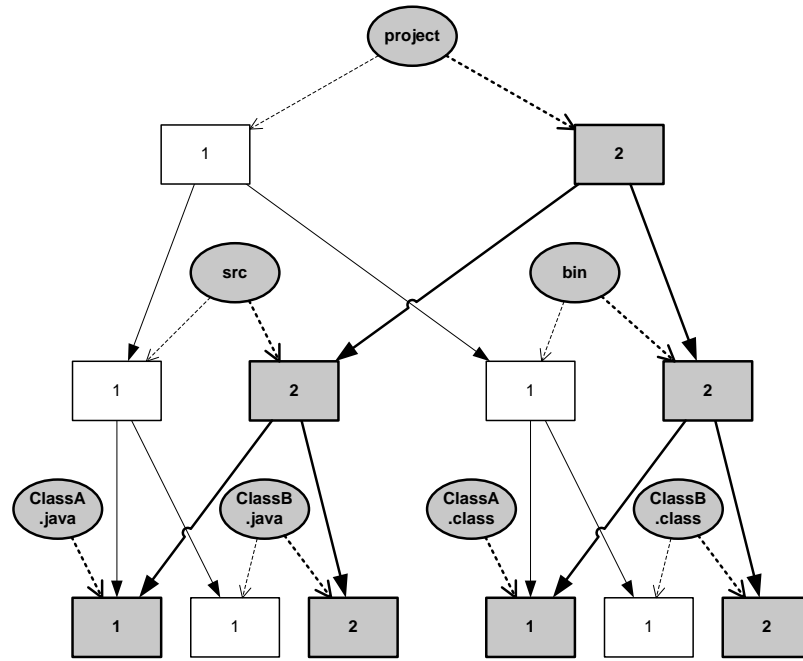 project
1
2
src
bin
1
2
1
2
ClassA
.java
ClassB
.java
ClassA
.class
ClassB
.class
1
1
2
1
1
2